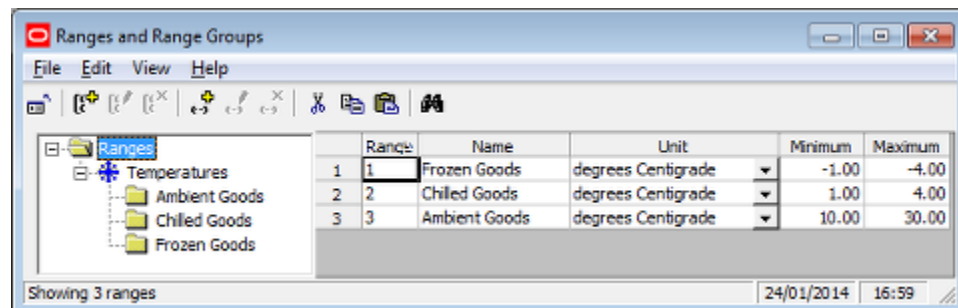 Ranges and Range Groups
File Edit View Help
Ranges
Temperatures
Ambient Goods
Chilled Goods
Frozen Goods
Range Name Unit Minimum Maximum
1 1 Frozen Goods degrees Centigrade -1.00 -4.00
2 2 Chilled Goods degrees Centigrade 1.00 4.00
3 3 Ambient Goods degrees Centigrade 10.00 30.00
Showing 3 ranges 24/01/2014 16:59